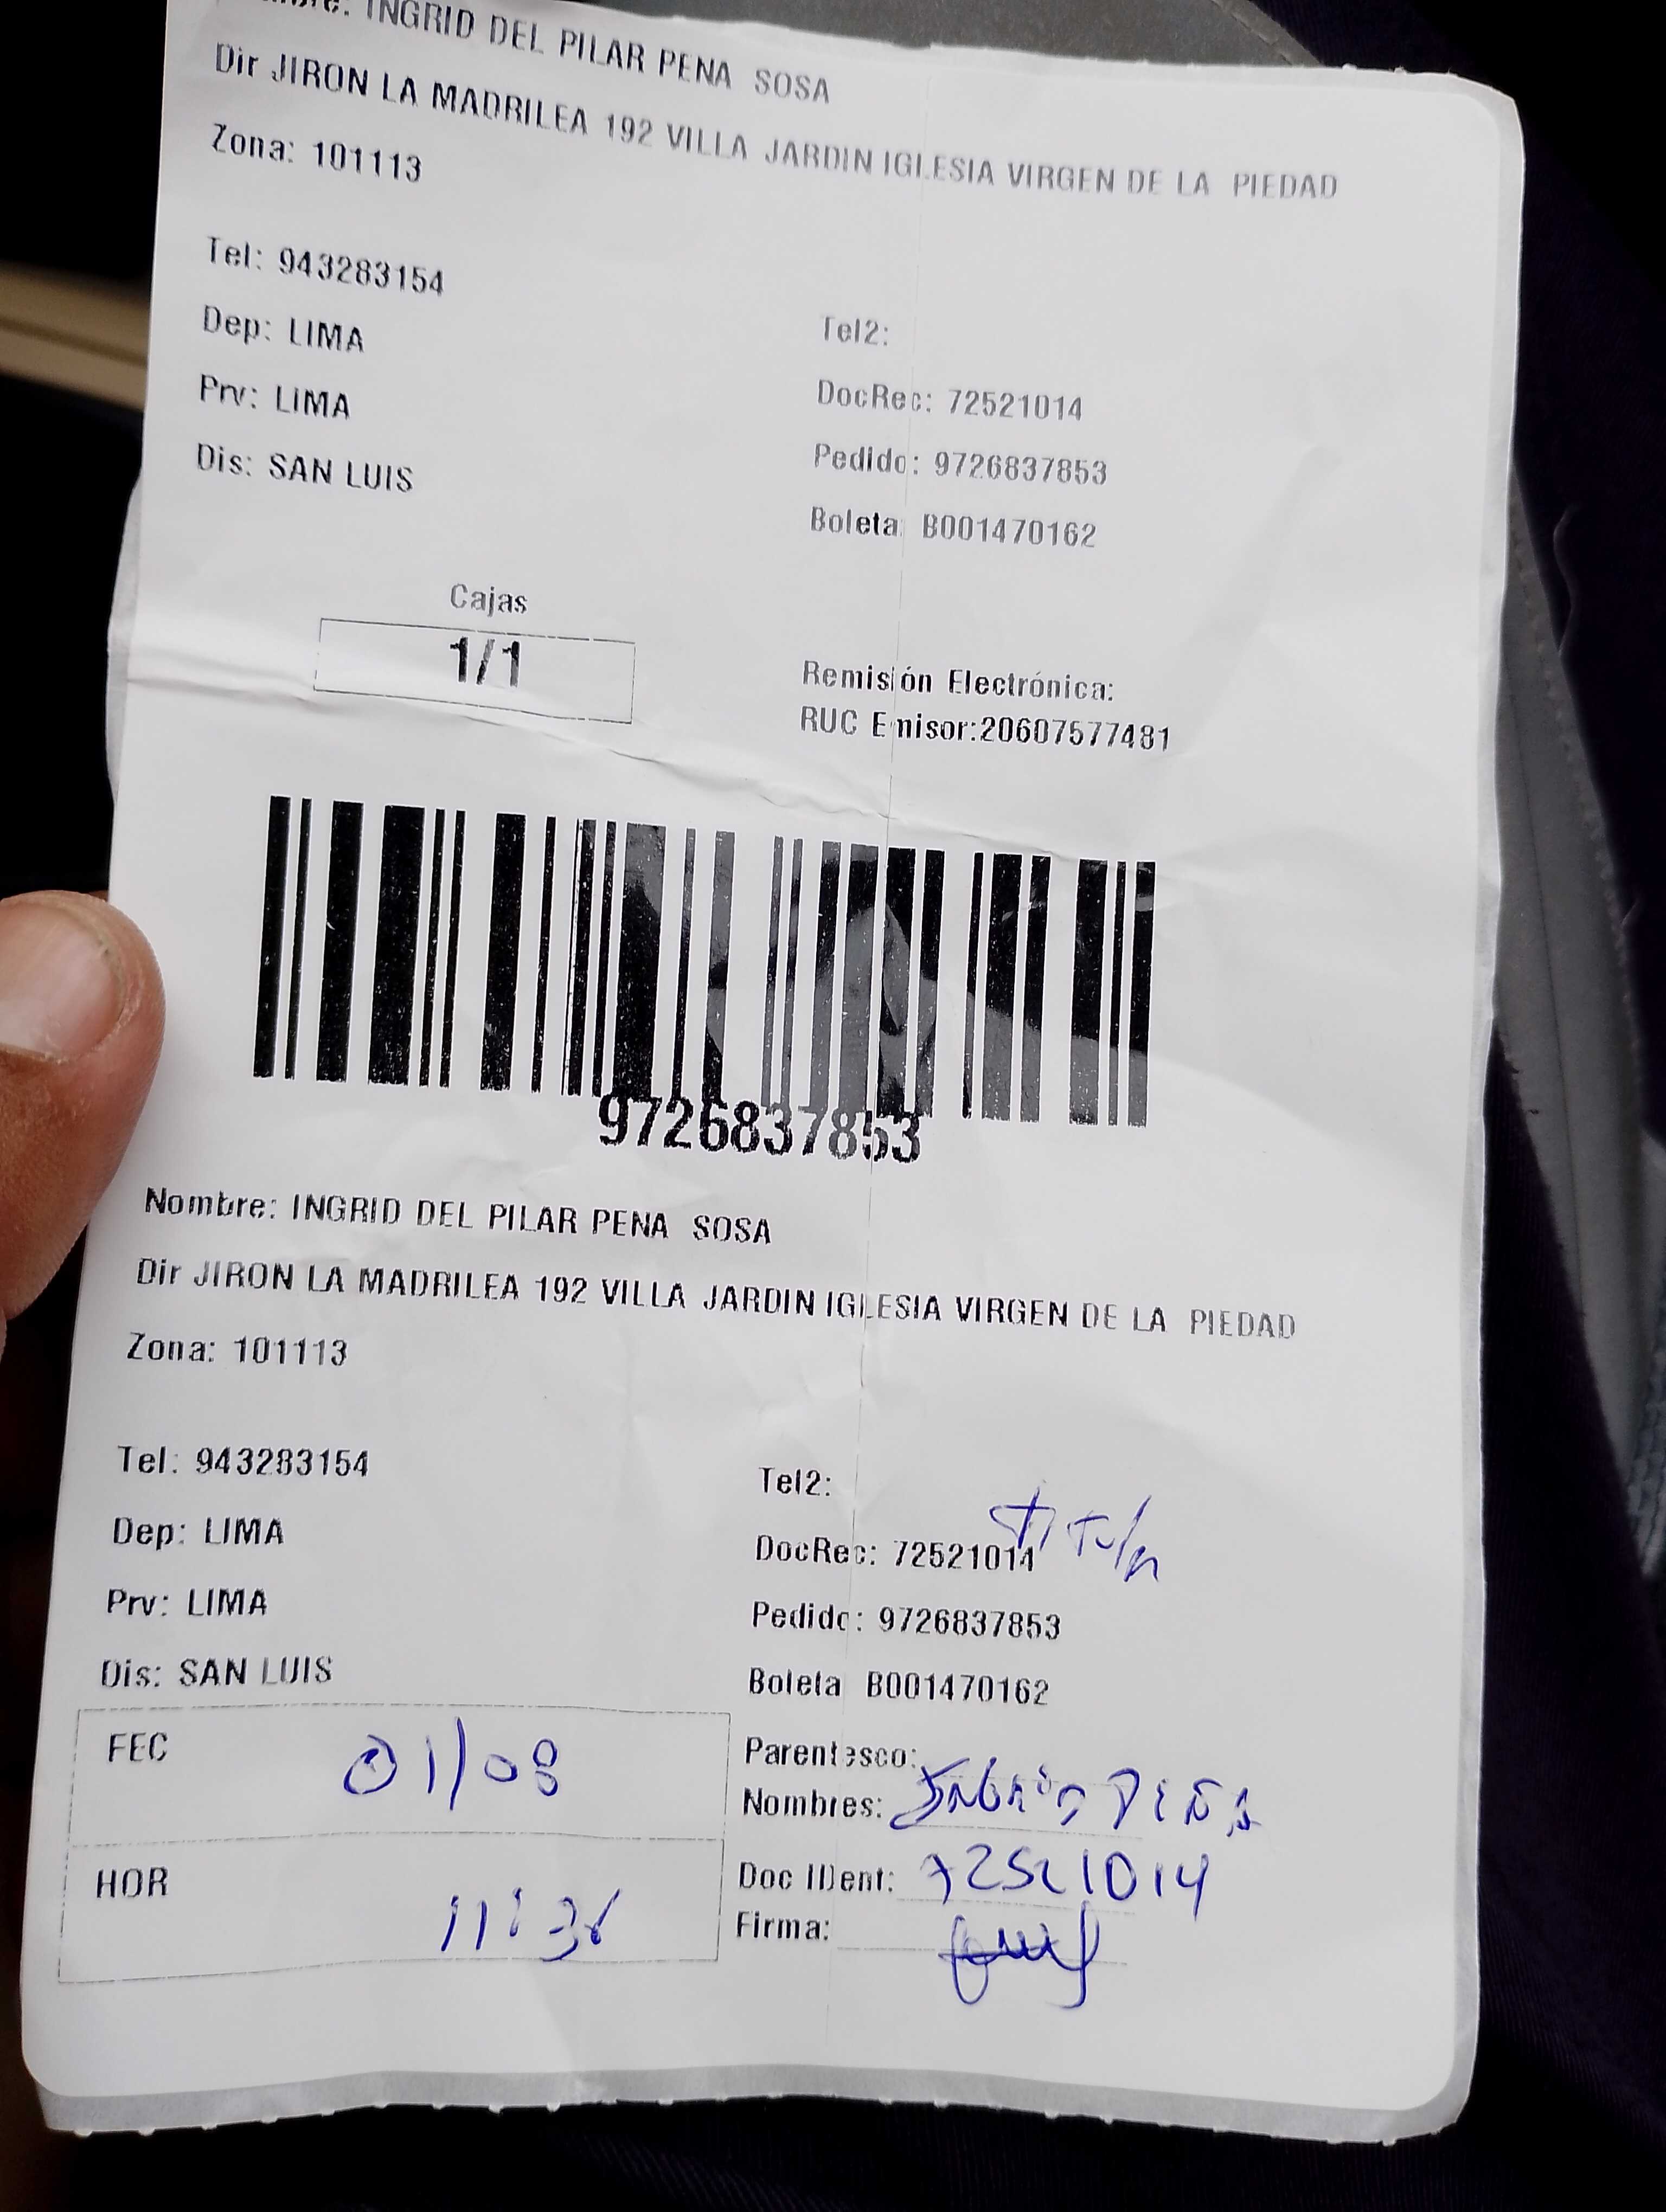 INGRID DEL PILAR PENA SOSA
Dir JIRON LA MADRILEA 192 VILLA JARDIN IGLESIA VIRGEN DE LA PIEDAD
Zona: 101113
Tel: 943283154
Tel2:
Dep: LIMA
DocRec: 72521014
Prv: LIMA
Pedido: 9726837853
Dis: SAN LUIS
Boleta: B001470162
Cajas
1/1
Remisión Electrónica:
RUC Emisor:20607577481
9726837853
Nombre: INGRID DEL PILAR PENA SOSA
Dir JIRON LA MADRILEA 192 VILLA JARDIN IGLESIA VIRGEN DE LA PIEDAD
Zona: 101113
Tel: 943283154
Tel2:
Titular
Dep: LIMA
DocRec: 72521014
Prv: LIMA
Pedido: 9726837853
Dis: SAN LUIS
Boleta B001470162
FEC 01/08
Parentesco:
Nombres: Ingrid Peña
HOR 11:36
Doc IDent: 72521014
Firma: